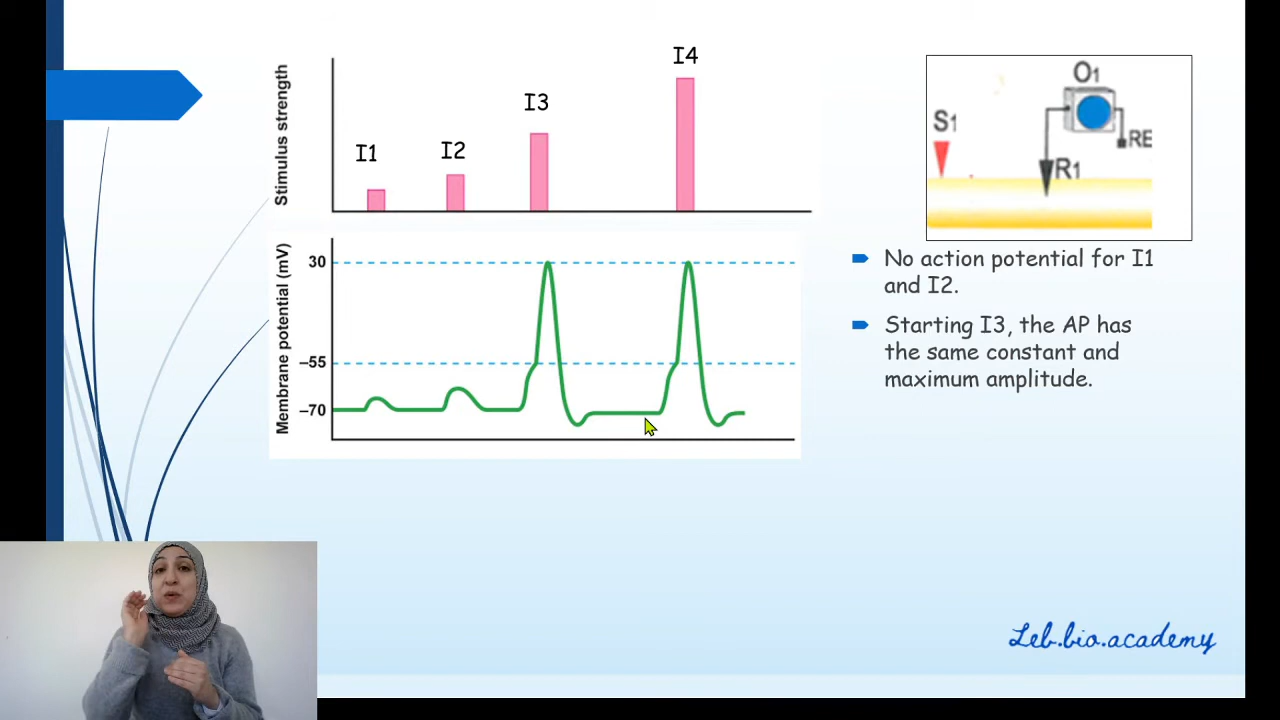 I4
I3
I2
I1
Stimulus strength
30
–55
–70
Membrane potential (mV)
O1
S1
RE
R1
No action potential for I1
and I2.
Starting I3, the AP has
the same constant and
maximum amplitude.
Leb.bio.academy